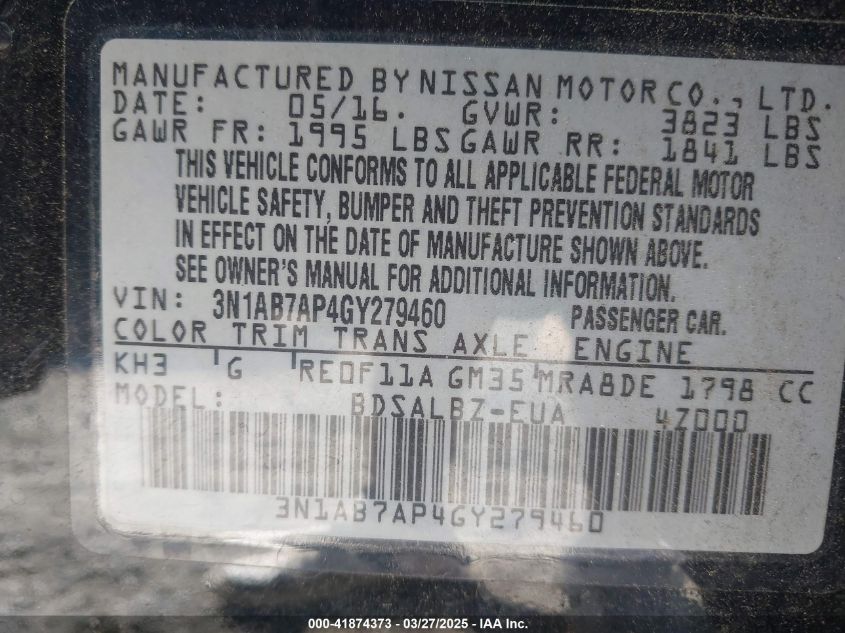 MANUFACTURED BY NISSAN MOTOR CO., LTD.
DATE: 05/16. GVWR: 3823 LBS
GAWR FR: 1995 LBS GAWR RR: 1841 LBS
THIS VEHICLE CONFORMS TO ALL APPLICABLE FEDERAL MOTOR
VEHICLE SAFETY, BUMPER AND THEFT PREVENTION STANDARDS
IN EFFECT ON THE DATE OF MANUFACTURE SHOWN ABOVE.
SEE OWNER'S MANUAL FOR ADDITIONAL INFORMATION.
VIN: 3N1AB7AP4GY279460 PASSENGER CAR.
COLOR TRIM TRANS AXLE ENGINE
KH3 G RE0F11A GM35 MRA8DE 1798 CC
MODEL: BDSALBZ-EUA 4Z000
3N1AB7AP4GY279460
000-41874373 | 03/27/2025 | © IAA Inc.